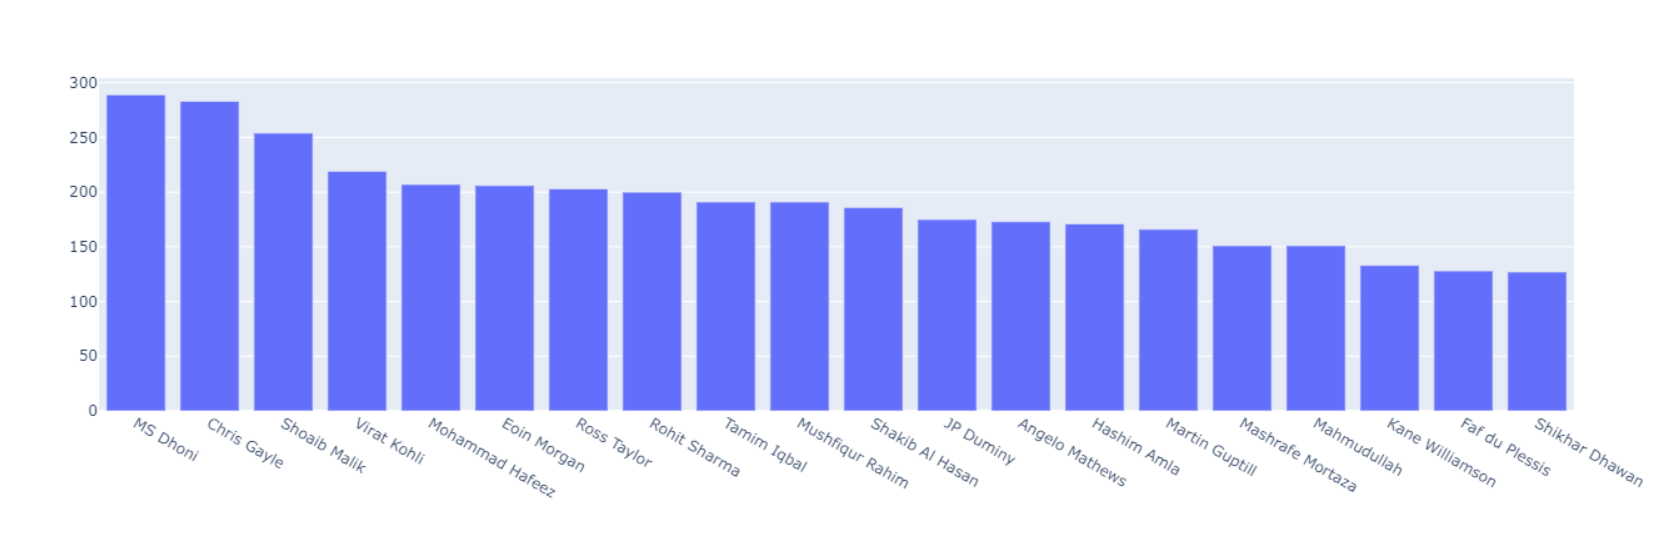 300
250
200
150
100
50
0
MS Dhoni
Chris Gayle
Shoaib Malik
Virat Kohli
Mohammad Hafeez
Eoin Morgan
Ross Taylor
Rohit Sharma
Tamim Iqbal
Mushfiqur Rahim
Shakib Al Hasan
JP Duminy
Angelo Mathews
Hashim Amla
Martin Guptill
Mashrafe Mortaza
Mahmudullah
Kane Williamson
Faf du Plessis
Shikhar Dhawan